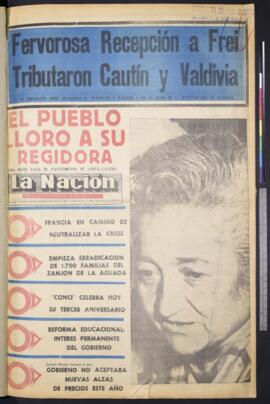 Fervorosa Recepción a Frei
Tributaron Cautín y Valdivia
EL PUEBLO
LLORO A SU
REGIDORA
La Nación
FRANCIA EN CAMINO DE
NEUTRALIZAR LA CRISIS
EMPIEZA ERRADICACION
DE 1.700 FAMILIAS DEL
ZANJON DE LA AGUADA
"CONCI" CELEBRA HOY
SU TERCER ANIVERSARIO
REFORMA EDUCACIONAL:
INTERES PERMANENTE
DEL GOBIERNO
GOBIERNO NO ACEPTARA
NUEVAS ALZAS
DE PRECIOS ESTE AÑO